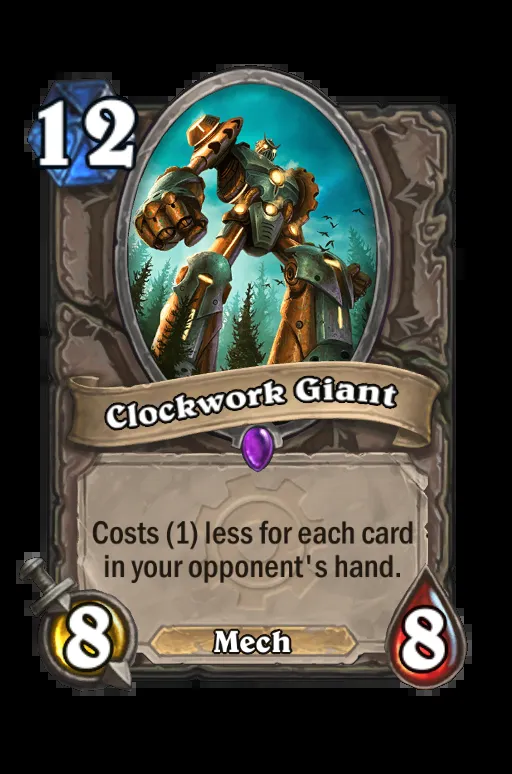 12
Clockwork Giant
Costs (1) less for each card
in your opponent's hand.
8
Mech
8